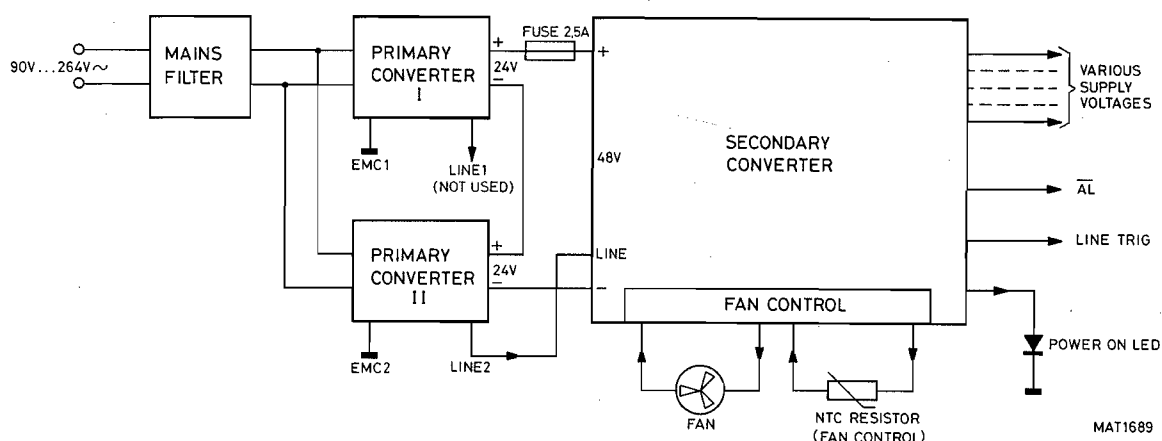 90V...264V~
MAINS
FILTER
PRIMARY
CONVERTER
I
+
24V
−
FUSE 2,5A
+
EMC1
LINE1
(NOT USED)
48V
SECONDARY
CONVERTER
VARIOUS
SUPPLY
VOLTAGES
A̅L̅
LINE TRIG
PRIMARY
CONVERTER
II
+
24V
−
LINE
−
FAN CONTROL
EMC2
LINE2
FAN
NTC RESISTOR
(FAN CONTROL)
POWER ON LED
MAT1689